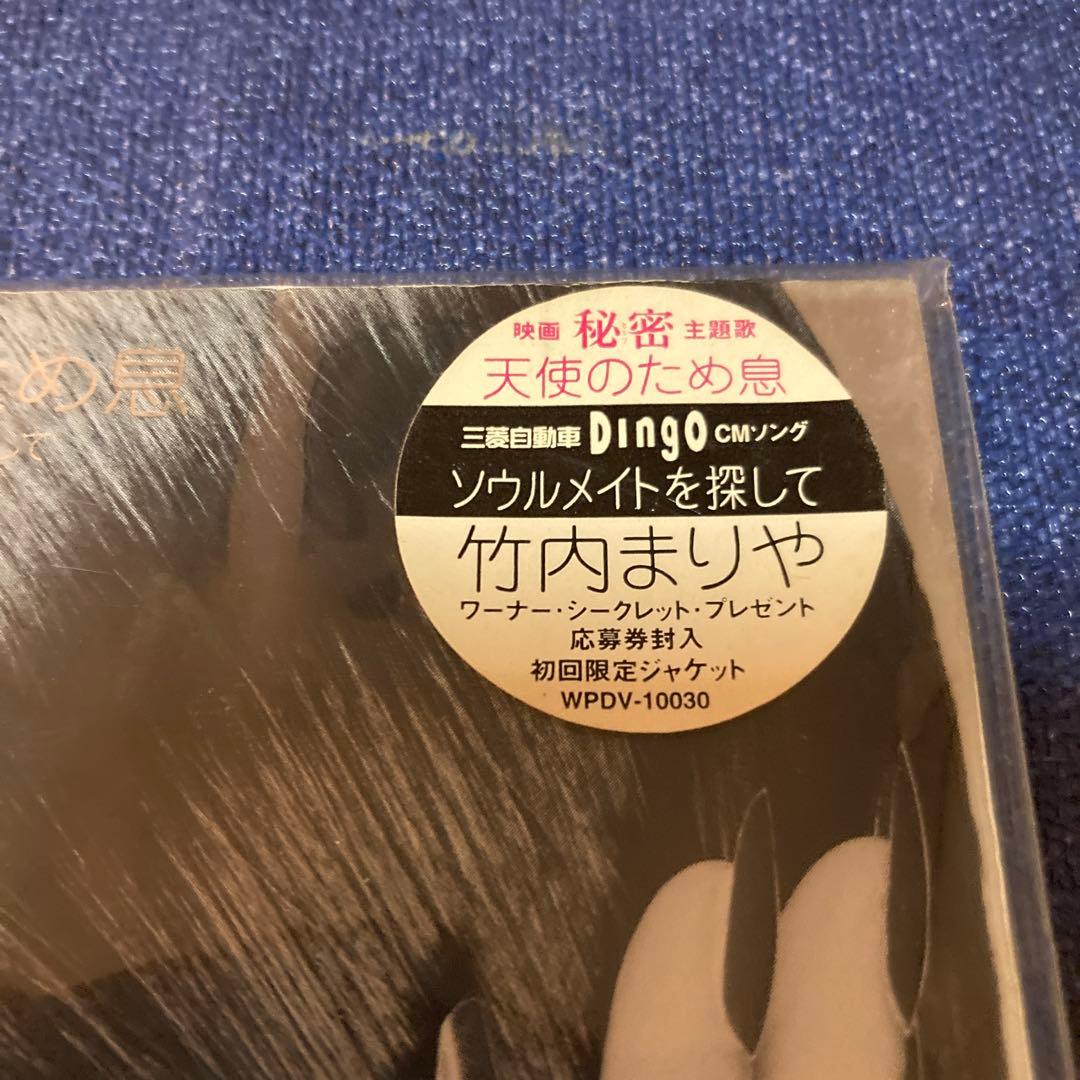 ため息
して
映画 秘密 主題歌
天使のため息
三菱自動車 Dingo CMソング
ソウルメイトを探して
竹内まりや
ワーナー・シークレット・プレゼント
応募券封入
初回限定ジャケット
WPDV-10030